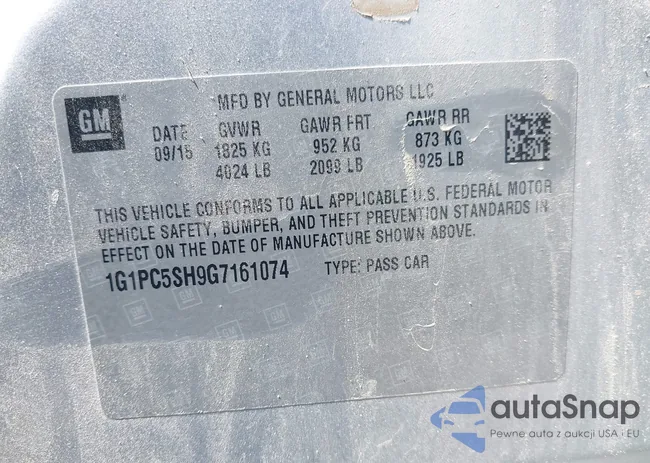 GM
MFD BY GENERAL MOTORS LLC
DATE GVWR GAWR FRT GAWR RR
09/15 1825 KG 952 KG 873 KG
4024 LB 2099 LB 1925 LB
THIS VEHICLE CONFORMS TO ALL APPLICABLE U.S. FEDERAL MOTOR
VEHICLE SAFETY, BUMPER, AND THEFT PREVENTION STANDARDS IN
EFFECT ON THE DATE OF MANUFACTURE SHOWN ABOVE.
1G1PC5SH9G7161074 TYPE: PASS CAR
autaSnap
Pewne auta z aukcji USA i EU